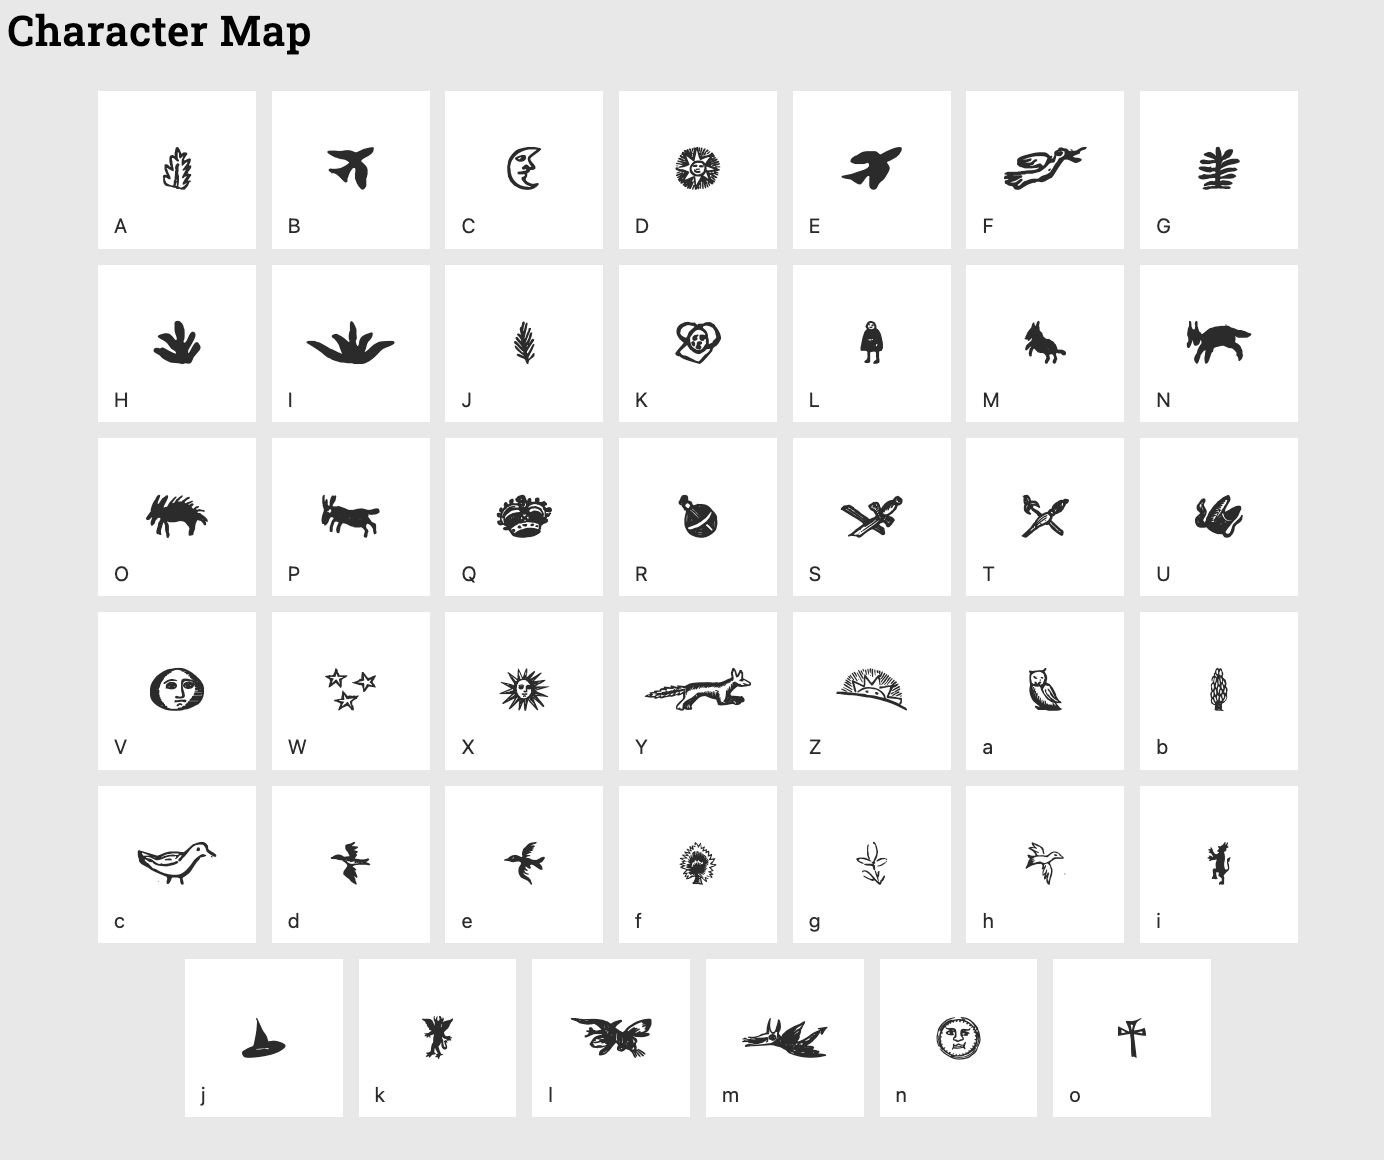 Character Map
A B C D E F G
H I J K L M N
O P Q R S T U
V W X Y Z a b
c d e f g h i
j k l m n o